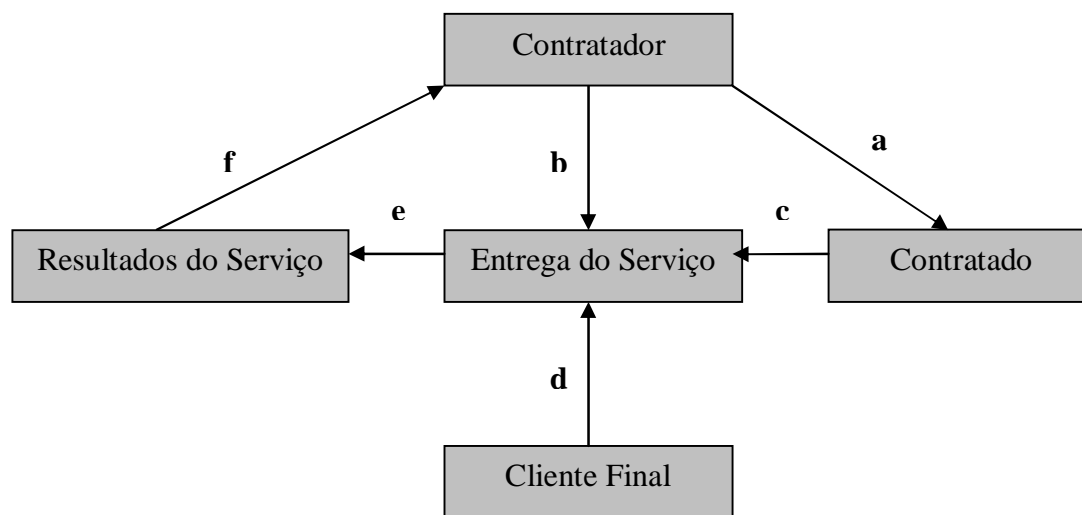 Contratador
f
b
a
e
c
Resultados do Serviço
Entrega do Serviço
Contratado
d
Cliente Final